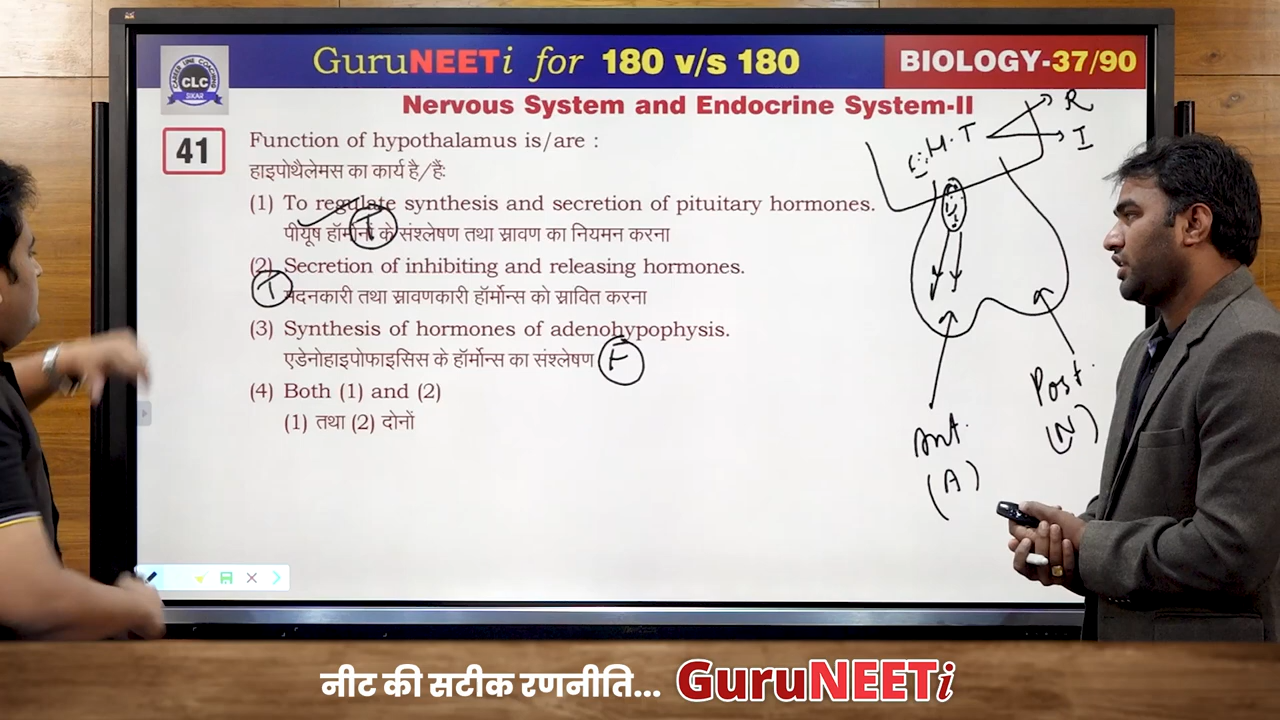 CAREER LINE COACHING
CLC
SIKAR
GuruNEETi for 180 v/s 180
BIOLOGY-37/90
Nervous System and Endocrine System-II
41
Function of hypothalamus is/are :
हाइपोथैलेमस का कार्य है/हैं:
(1) To regulate synthesis and secretion of pituitary hormones.
पीयूष हॉर्मोनों के संश्लेषण तथा स्रावण का नियमन करना
T
(2) Secretion of inhibiting and releasing hormones.
T
तथा स्रावणकारी हॉर्मोन्स को स्रावित करना
(3) Synthesis of hormones of adenohypophysis.
एडेनोहाइपोफाइसिस के हॉर्मोन्स का संश्लेषण
F
(4) Both (1) and (2)
(1) तथा (2) दोनों
H.T
R
I
Ant.
(A)
Post.
(N)
नीट की सटीक रणनीति... GuruNEETi